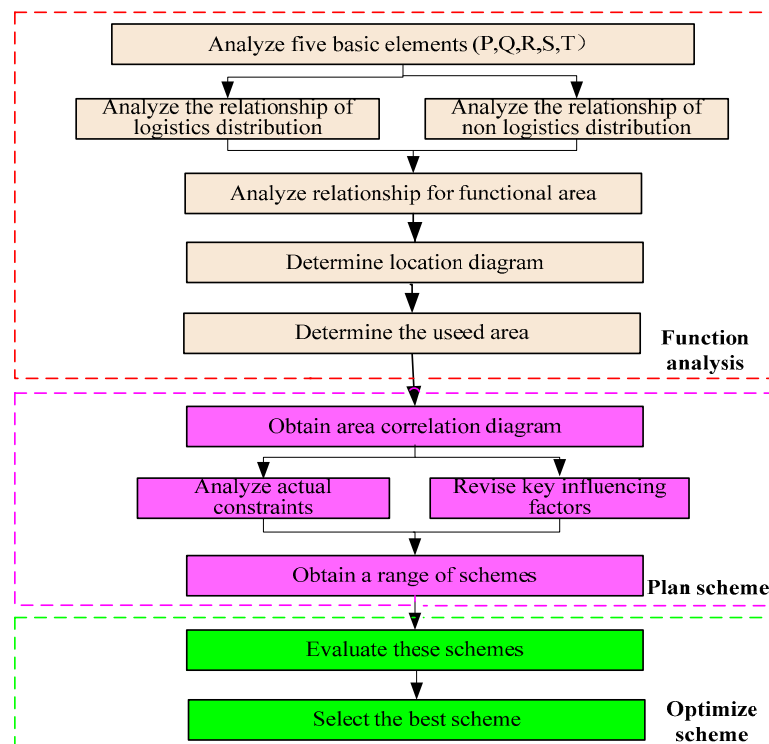 Analyze five basic elements (P,Q,R,S,T）
Analyze the relationship of
logistics distribution
Analyze the relationship of
non logistics distribution
Analyze relationship for functional area
Determine location diagram
Determine the useed area
Function
analysis
Obtain area correlation diagram
Analyze actual
constraints
Revise key influencing
factors
Obtain a range of schemes
Plan scheme
Evaluate these schemes
Select the best scheme
Optimize
scheme